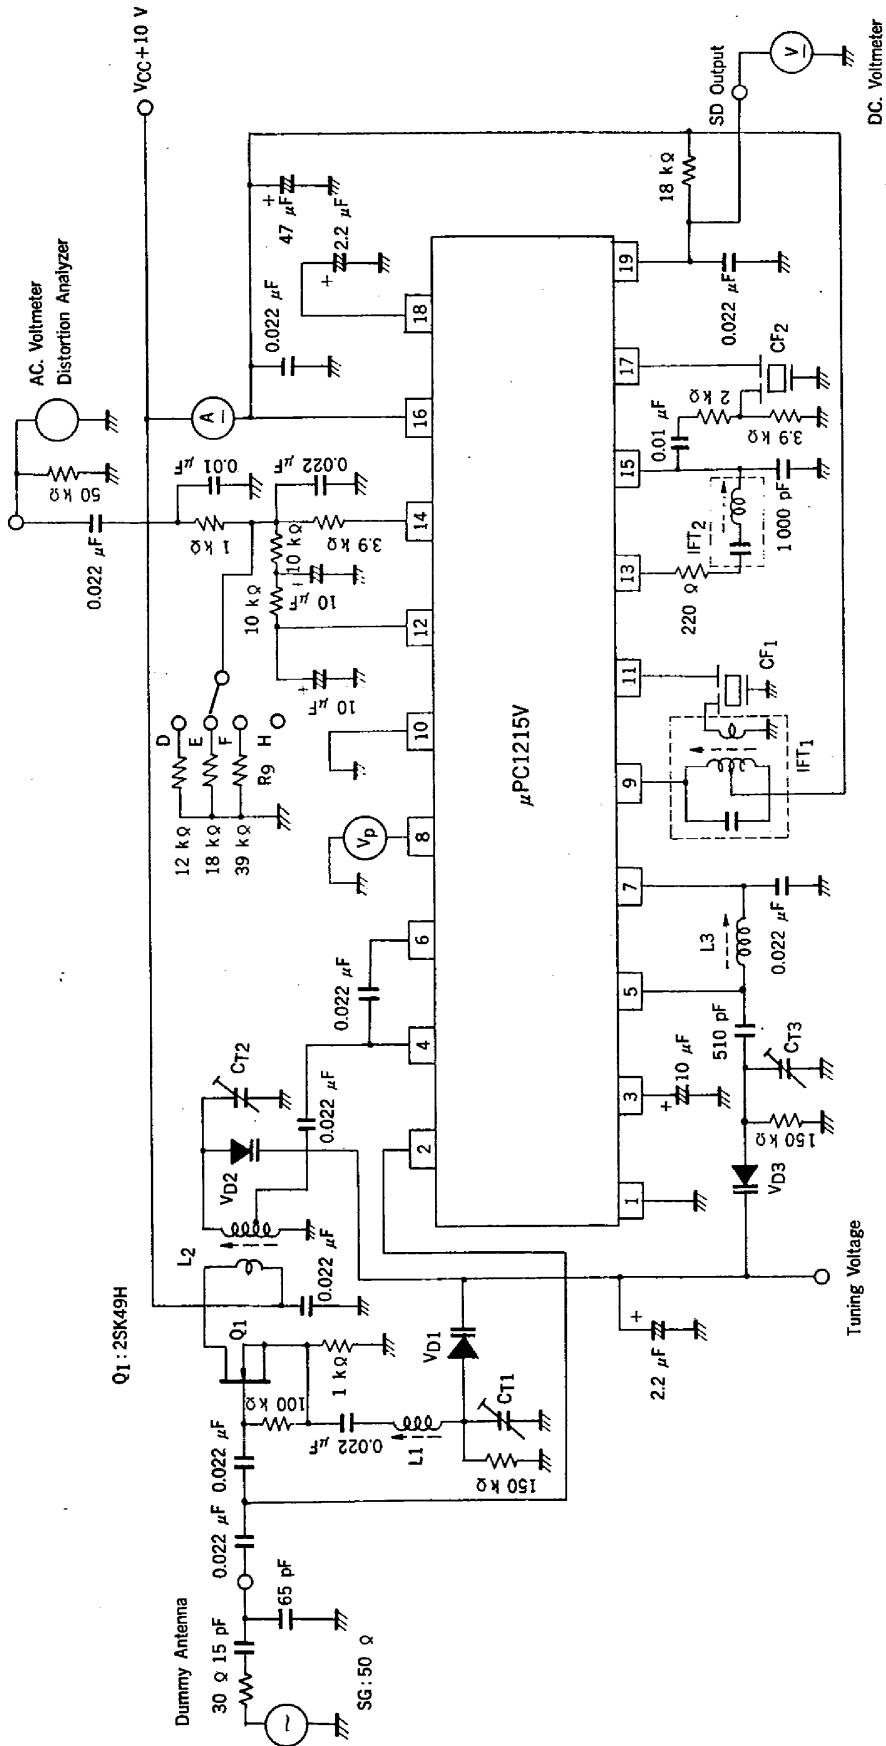 AC. Voltmeter
Distortion Analyzer
VCC+10 V
Q1: 2SK49H
Dummy Antenna
30 Ω 15 pF
65 pF
SG: 50 Ω
0.022 μF
0.022 μF
100 kΩ
Q1
1 kΩ
0.022 μF
L1
150 kΩ
CT1
VD1
L2
0.022 μF
VD2
CT2
0.022 μF
0.022 μF
12 kΩ
18 kΩ
39 kΩ
D
E
F
H
R9
VP
10 μF
10 kΩ
10 μF
10 kΩ
3.9 kΩ
1 kΩ
0.022 μF
0.01 μF
0.022 μF
50 kΩ
A
0.022 μF
47 μF
2.2 μF
+
+
+
2
4
6
8
10
12
14
16
18
μPC1215V
1
3
5
7
9
11
13
15
17
19
2.2 μF
+
Tuning Voltage
VD3
150 kΩ
CT3
10 μF
+
510 pF
L3
0.022 μF
IFT1
CF1
220 Ω
IFT2
1 000 pF
0.01 μF
2 kΩ
3.9 kΩ
CF2
0.022 μF
18 kΩ
SD Output
V
DC. Voltmeter